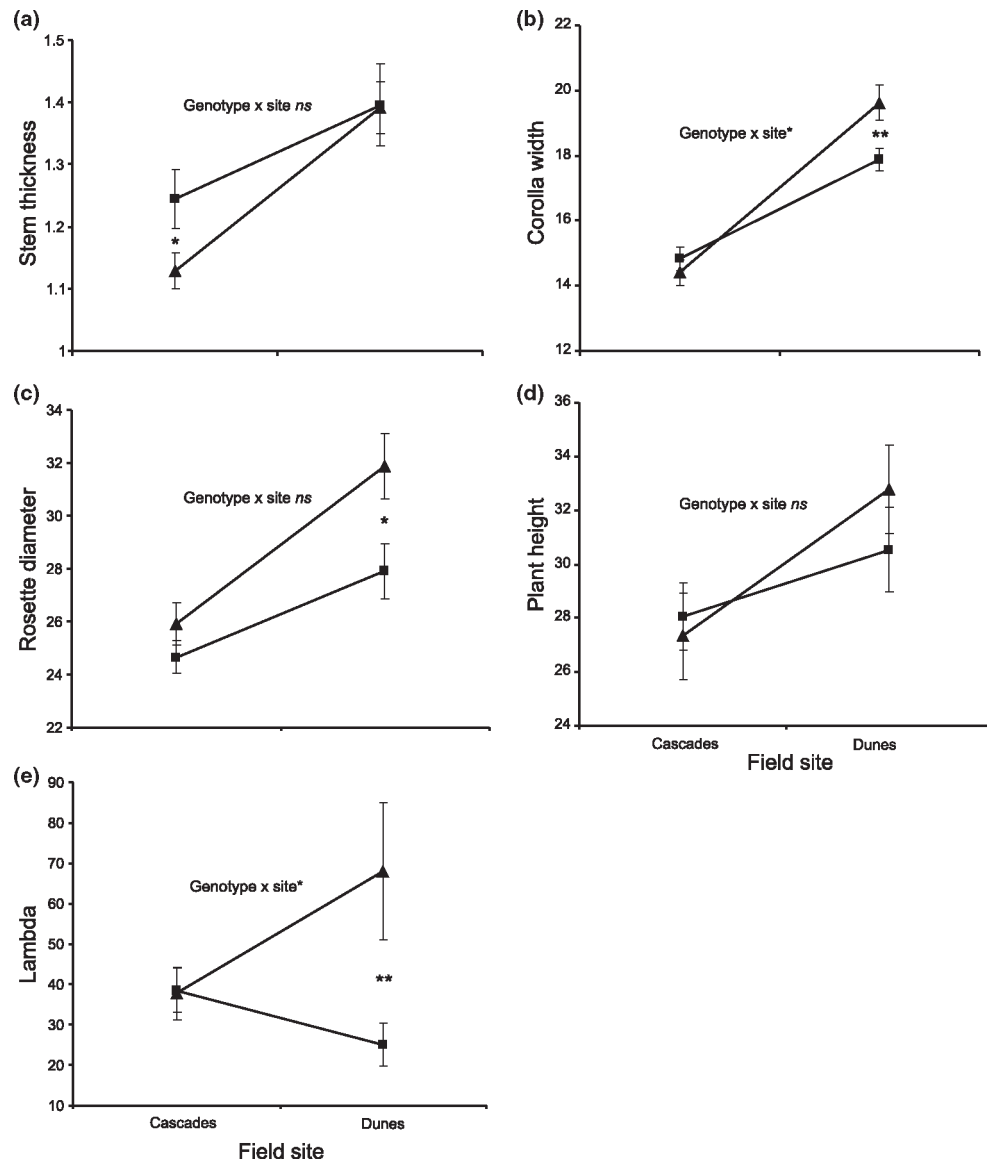 (a)
1.5
1.4
1.3
1.2
1.1
1
Stem thickness
Genotype x site ns
*
(b)
22
20
18
16
14
12
Corolla width
Genotype x site*
**
(c)
34
32
30
28
26
24
22
Rosette diameter
Genotype x site ns
*
(d)
36
34
32
30
28
26
24
Plant height
Genotype x site ns
Cascades
Dunes
Field site
(e)
90
80
70
60
50
40
30
20
10
Lambda
Genotype x site*
**
Cascades
Dunes
Field site